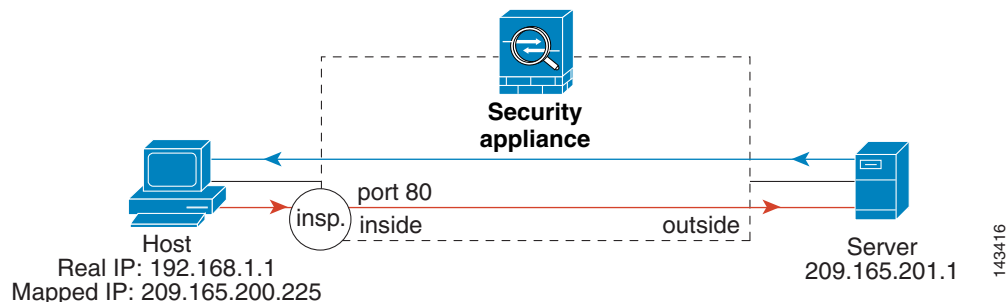 Security
appliance
port 80
insp.
inside
outside
Host
Real IP: 192.168.1.1
Mapped IP: 209.165.200.225
Server
209.165.201.1
143416